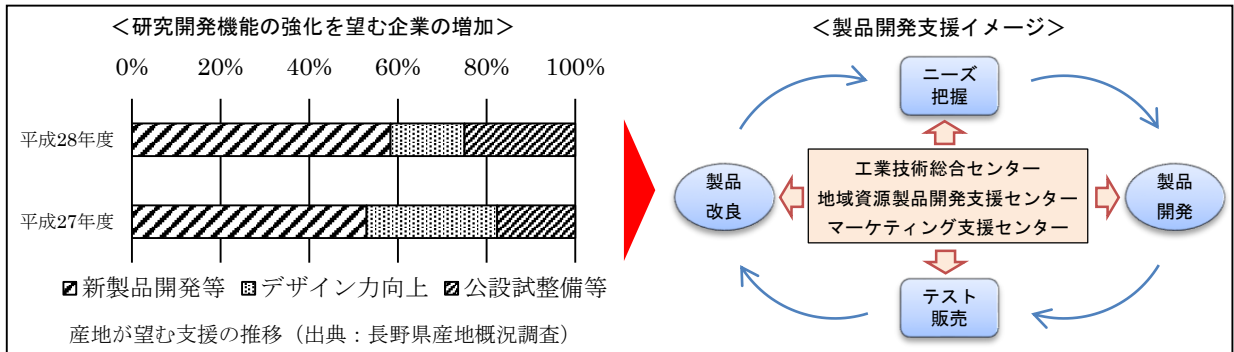 ＜研究開発機能の強化を望む企業の増加＞
0% 20% 40% 60% 80% 100%
平成28年度
平成27年度
新製品開発等 デザイン力向上 公設試整備等
産地が望む支援の推移（出典：長野県産地概況調査）
＜製品開発支援イメージ＞
ニーズ
把握
製品
改良
工業技術総合センター
地域資源製品開発支援センター
マーケティング支援センター
製品
開発
テスト
販売